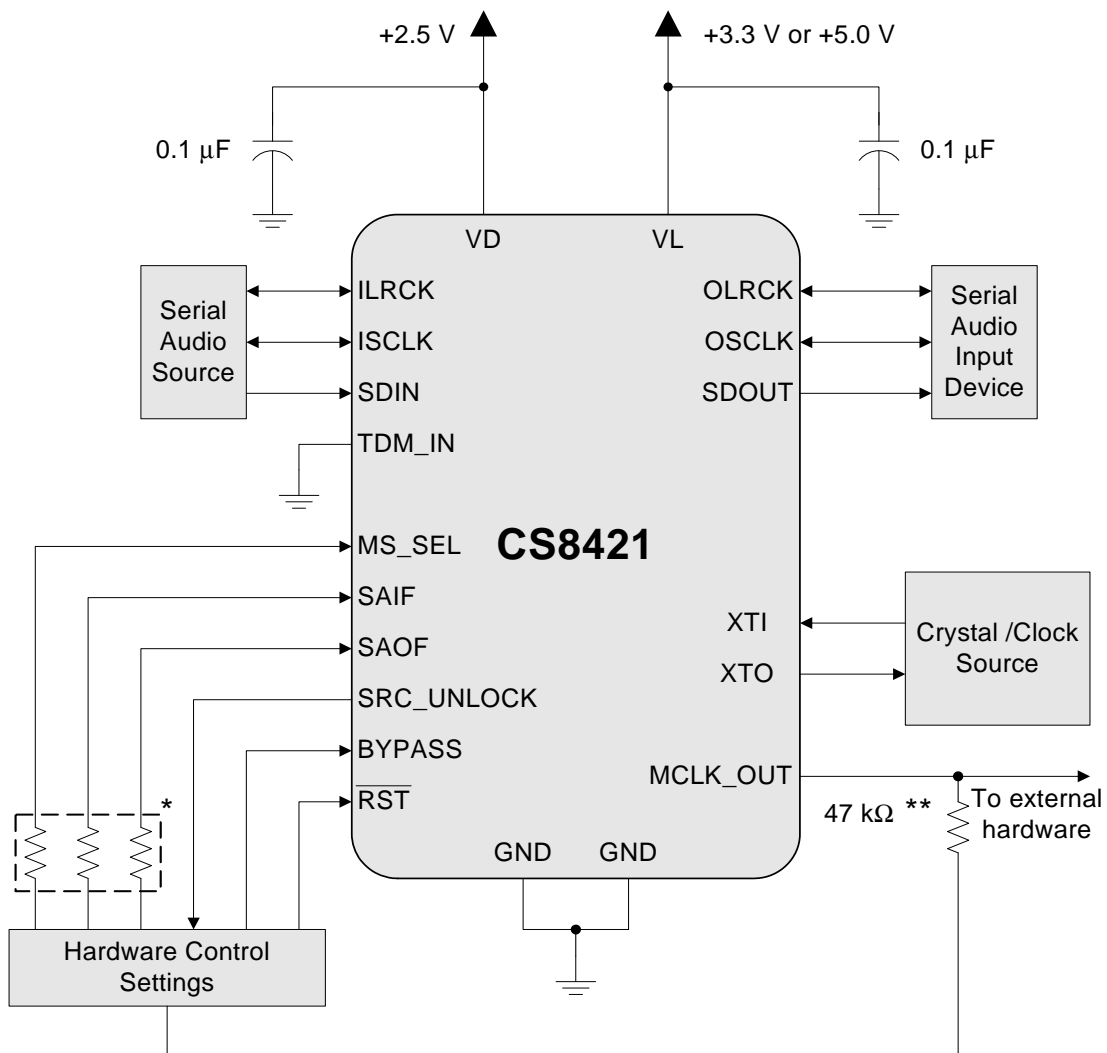 +2.5 V
+3.3 V or +5.0 V
0.1 μF
0.1 μF
VD
VL
Serial
Audio
Source
ILRCK
ISCLK
SDIN
TDM_IN
OLRCK
OSCLK
SDOUT
Serial
Audio
Input
Device
CS8421
MS_SEL
SAIF
SAOF
SRC_UNLOCK
BYPASS
RST
XTI
XTO
Crystal /Clock
Source
MCLK_OUT
47 kΩ **
To external
hardware
*
GND
GND
Hardware Control
Settings